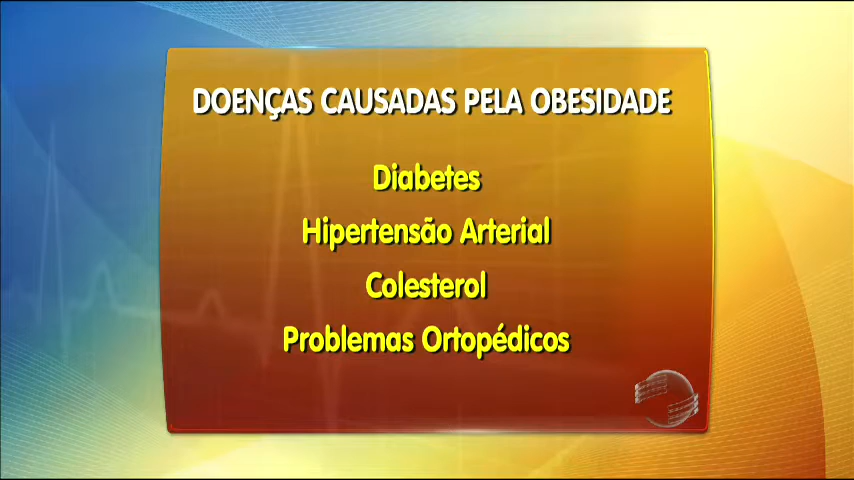 DOENÇAS CAUSADAS PELA OBESIDADE
Diabetes
Hipertensão Arterial
Colesterol
Problemas Ortopédicos